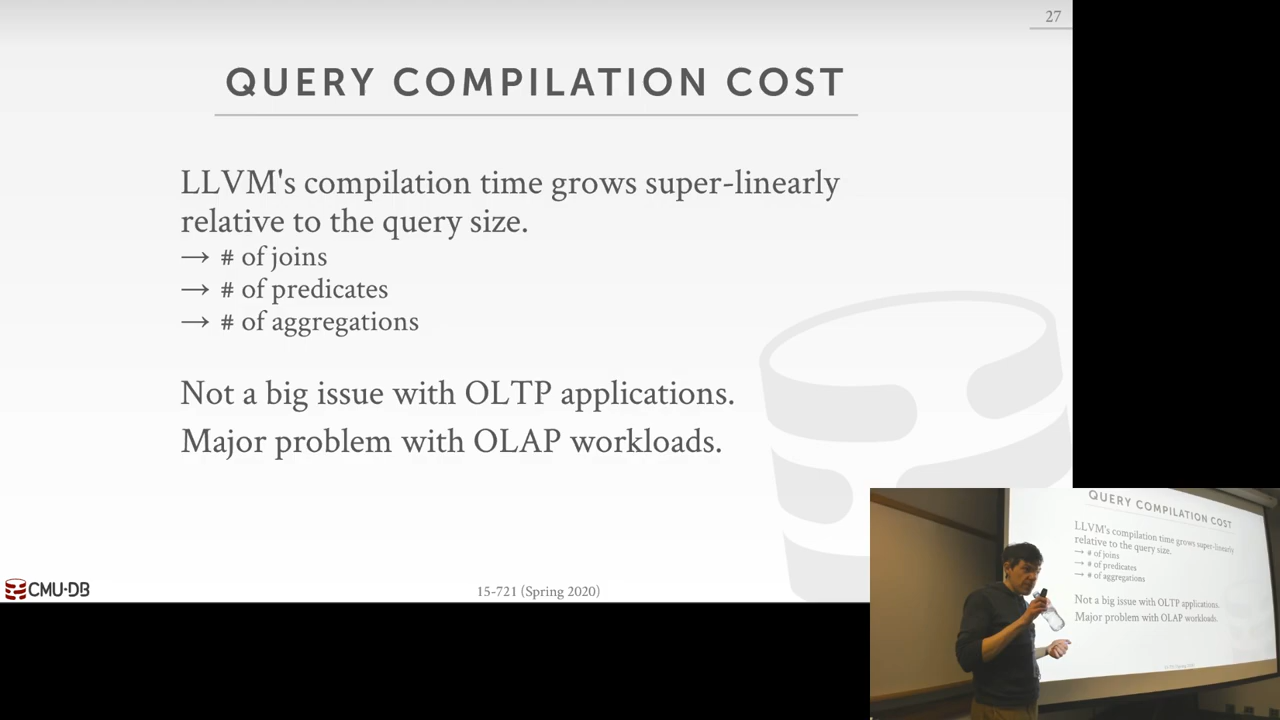 27
QUERY COMPILATION COST
LLVM's compilation time grows super-linearly
relative to the query size.
→ # of joins
→ # of predicates
→ # of aggregations
Not a big issue with OLTP applications.
Major problem with OLAP workloads.
CMU·DB
15-721 (Spring 2020)
QUERY COMPILATION COST
LLVM's compilation time grows super-linearly
relative to the query size.
→ # of joins
→ # of predicates
→ # of aggregations
Not a big issue with OLTP applications.
Major problem with OLAP workloads.